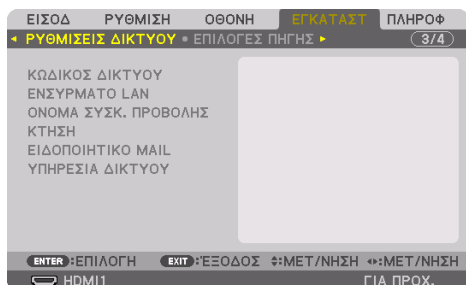 ΕΙΣΟΔ ΡΥΘΜΙΣΗ ΟΘΟΝΗ ΕΓΚΑΤΑΣΤ ΠΛΗΡΟΦ
ΡΥΘΜΙΣΕΙΣ ΔΙΚΤΥΟΥ • ΕΠΙΛΟΓΕΣ ΠΗΓΗΣ 3/4
ΚΩΔΙΚΟΣ ΔΙΚΤΥΟΥ
ΕΝΣΥΡΜΑΤΟ LAN
ΟΝΟΜΑ ΣΥΣΚ. ΠΡΟΒΟΛΗΣ
ΚΤΗΣΗ
ΕΙΔΟΠΟΙΗΤΙΚΟ MAIL
ΥΠΗΡΕΣΙΑ ΔΙΚΤΥΟΥ
ENTER :ΕΠΙΛΟΓΗ EXIT :ΈΞΟΔΟΣ :ΜΕΤ/ΝΗΣΗ :ΜΕΤ/ΝΗΣΗ
HDMI1 ΓΙΑ ΠΡΟΧ.